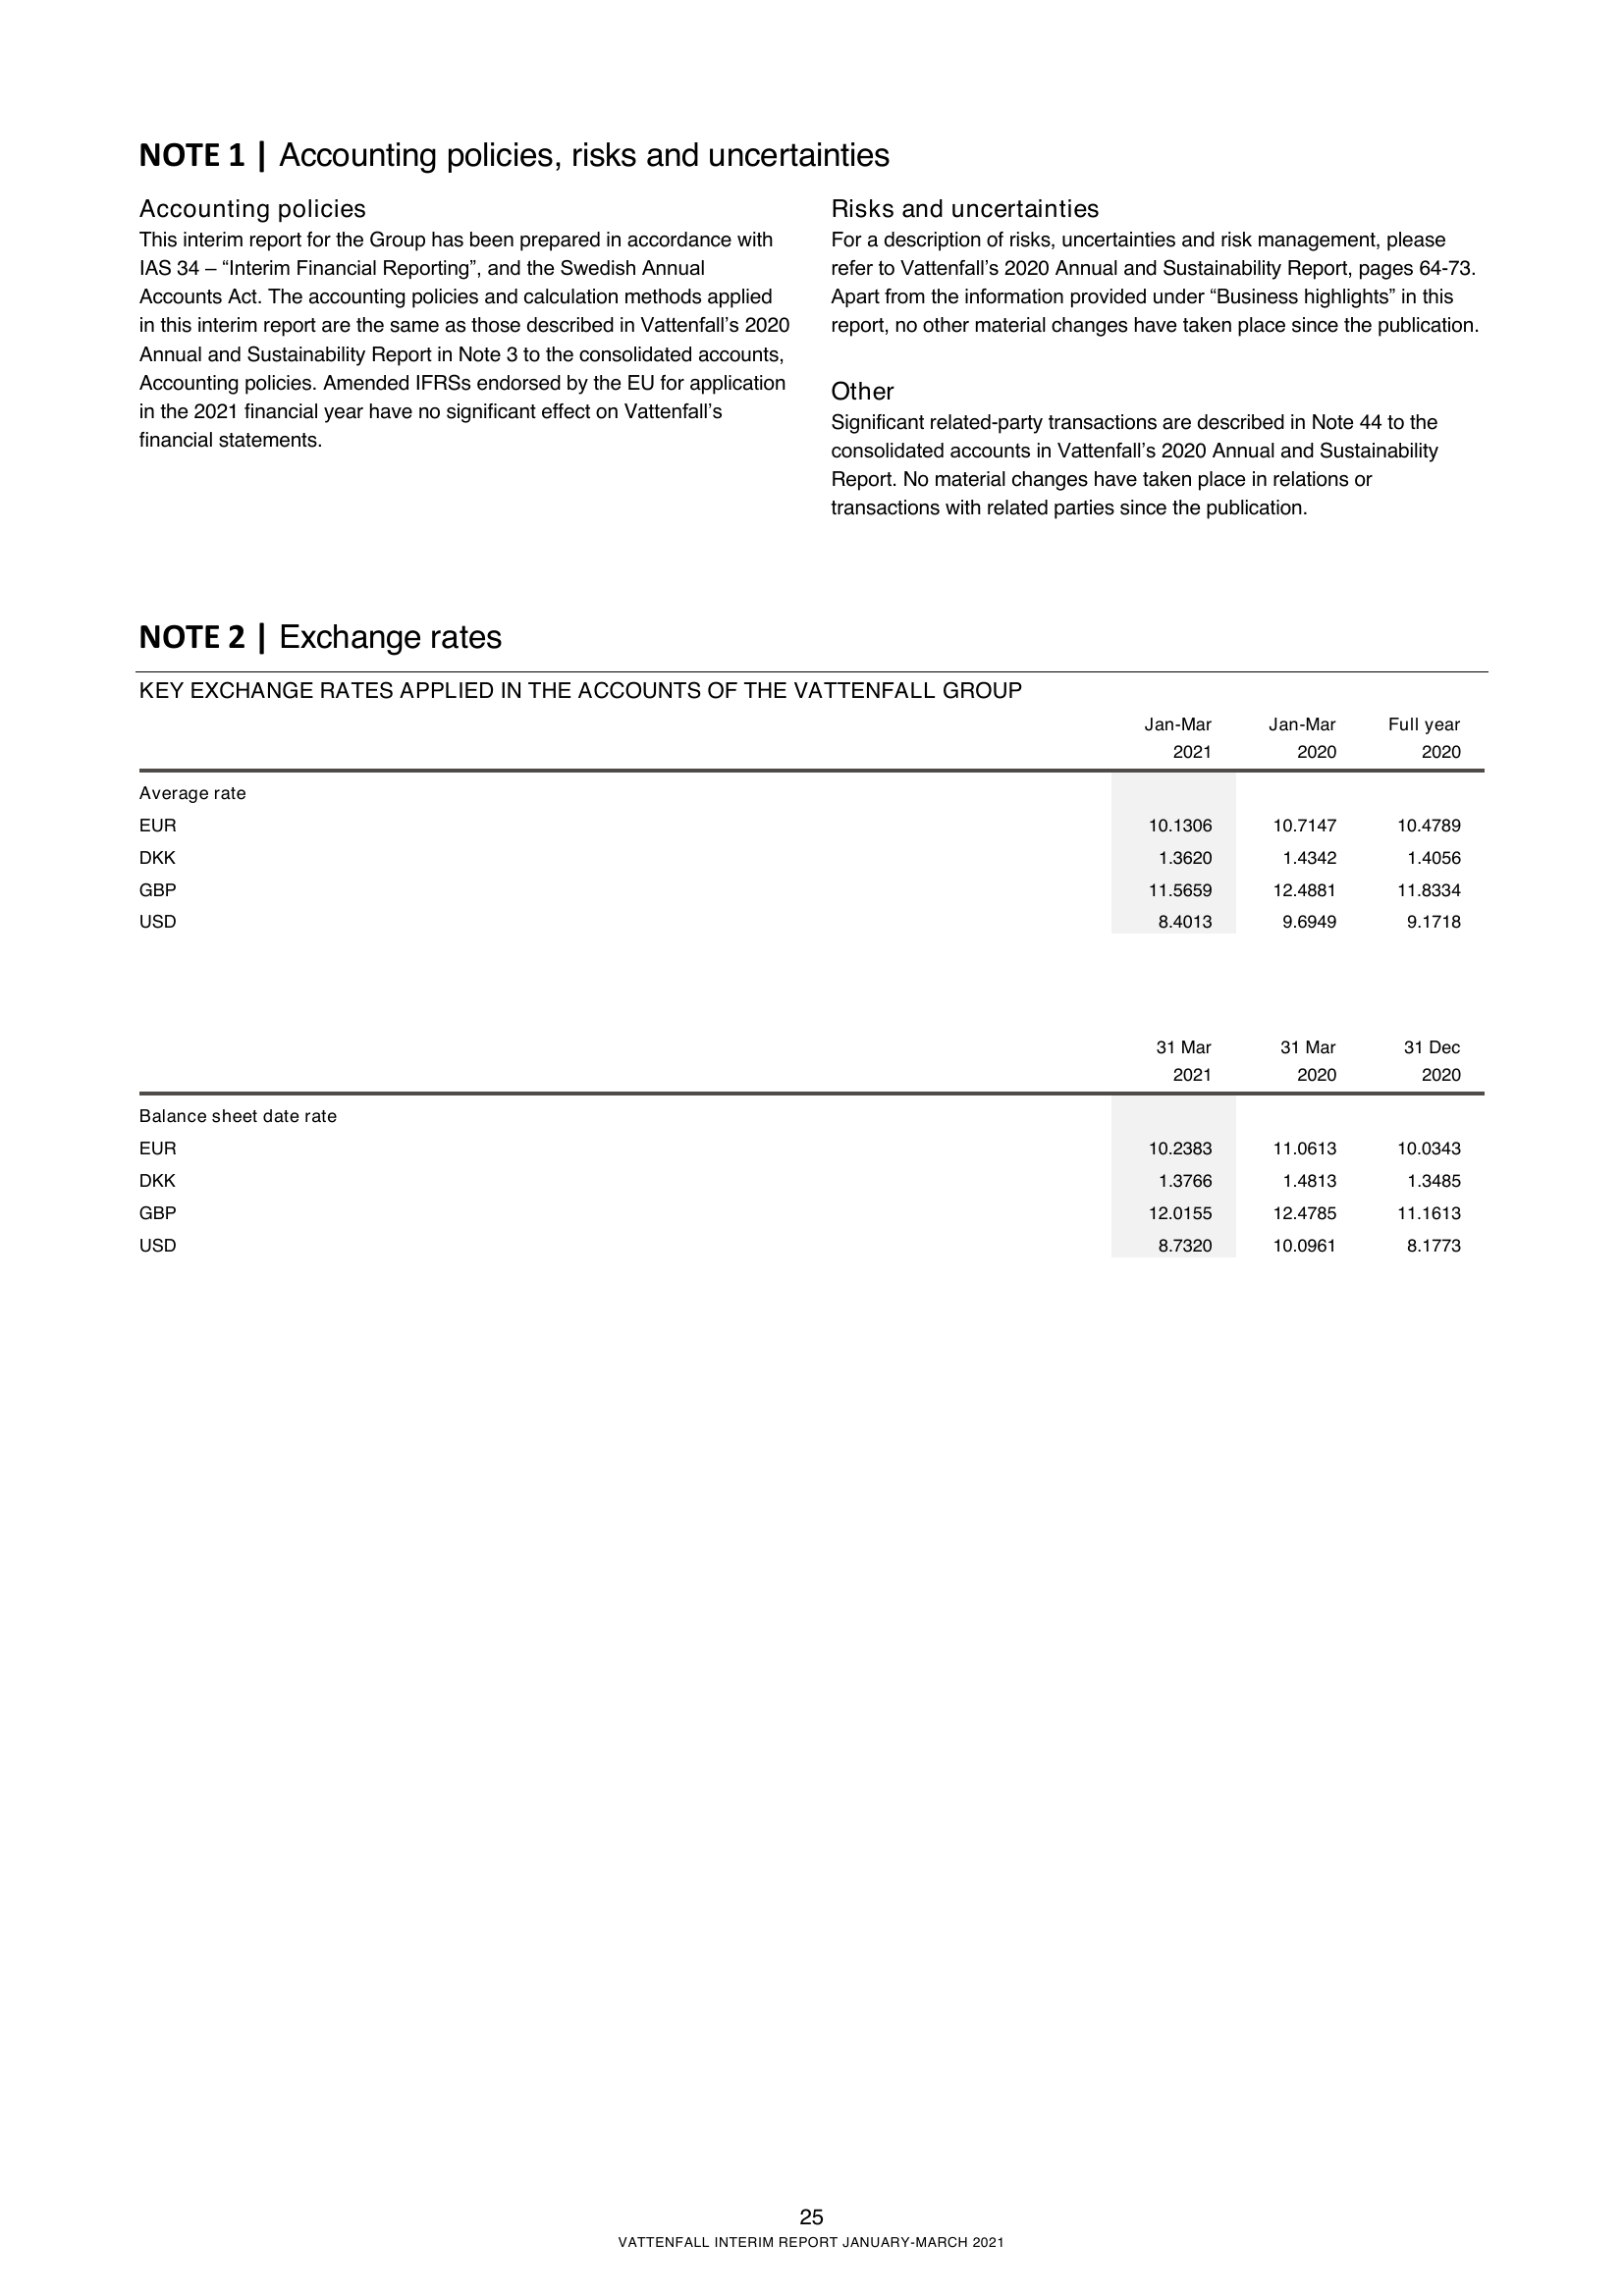 NOTE 1 | Accounting policies, risks and uncertainties
Accounting policies
This interim report for the Group has been prepared in accordance with
IAS 34 – “Interim Financial Reporting”, and the Swedish Annual
Accounts Act. The accounting policies and calculation methods applied
in this interim report are the same as those described in Vattenfall’s 2020
Annual and Sustainability Report in Note 3 to the consolidated accounts,
Accounting policies. Amended IFRSs endorsed by the EU for application
in the 2021 financial year have no significant effect on Vattenfall’s
financial statements.
Risks and uncertainties
For a description of risks, uncertainties and risk management, please
refer to Vattenfall’s 2020 Annual and Sustainability Report, pages 64-73.
Apart from the information provided under “Business highlights” in this
report, no other material changes have taken place since the publication.
Other
Significant related-party transactions are described in Note 44 to the
consolidated accounts in Vattenfall’s 2020 Annual and Sustainability
Report. No material changes have taken place in relations or
transactions with related parties since the publication.
NOTE 2 | Exchange rates
KEY EXCHANGE RATES APPLIED IN THE ACCOUNTS OF THE VATTENFALL GROUP
Jan-Mar Jan-Mar Full year
2021 2020 2020
Average rate
EUR 10.1306 10.7147 10.4789
DKK 1.3620 1.4342 1.4056
GBP 11.5659 12.4881 11.8334
USD 8.4013 9.6949 9.1718
31 Mar 31 Mar 31 Dec
2021 2020 2020
Balance sheet date rate
EUR 10.2383 11.0613 10.0343
DKK 1.3766 1.4813 1.3485
GBP 12.0155 12.4785 11.1613
USD 8.7320 10.0961 8.1773
25
VATTENFALL INTERIM REPORT JANUARY-MARCH 2021